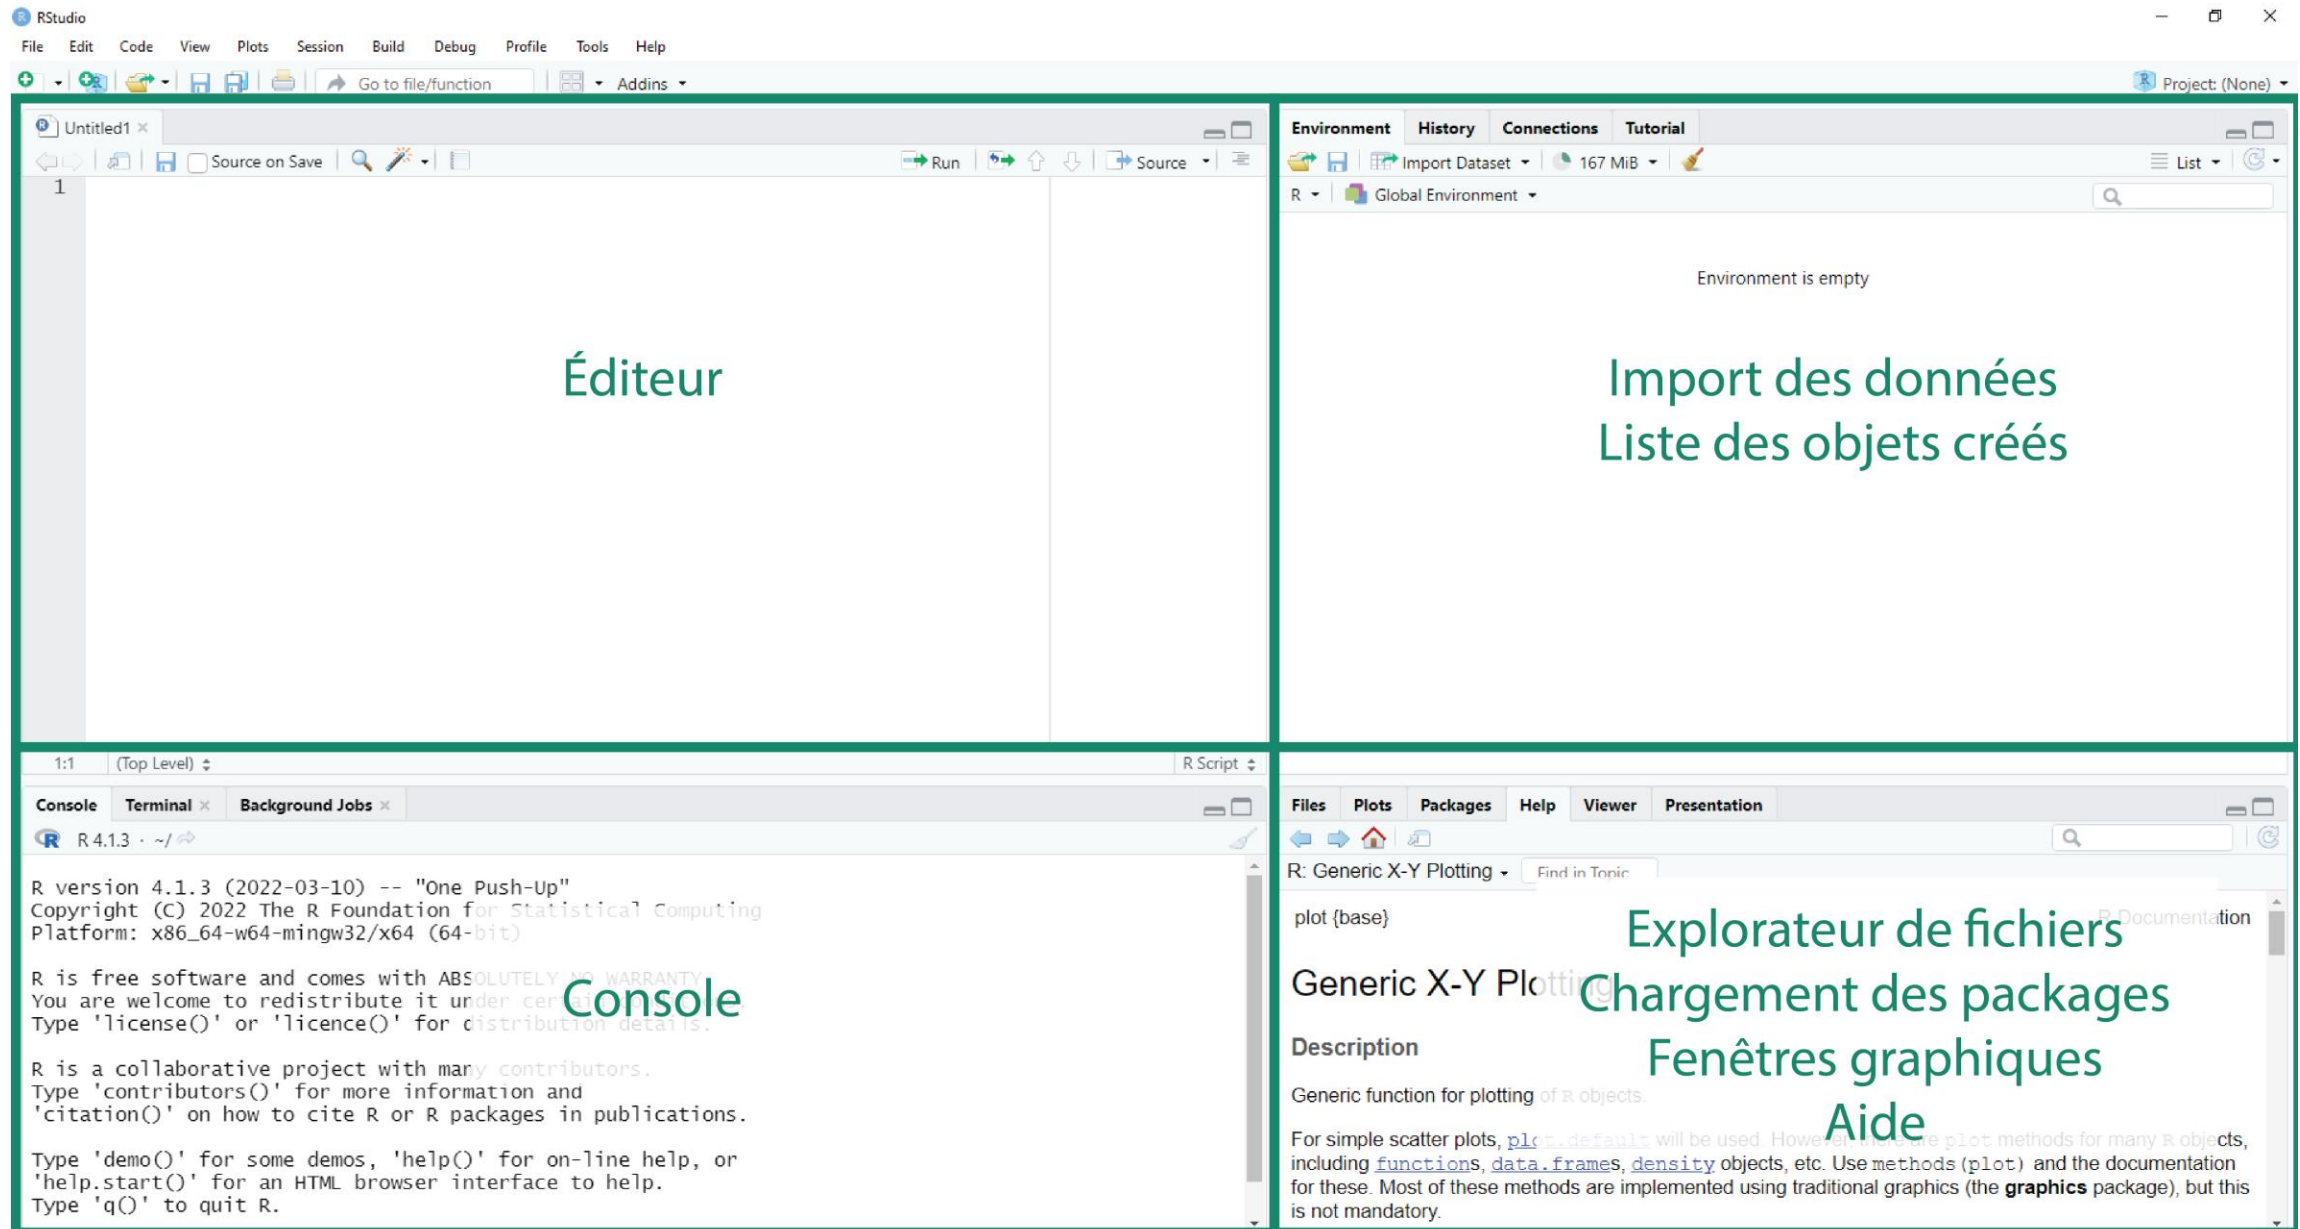 RStudio
File Edit Code View Plots Session Build Debug Profile Tools Help
Go to file/function Addins Project: (None)
Untitled1
Source on Save Run Source
1
Éditeur
Environment History Connections Tutorial
Import Dataset 167 MiB List
R Global Environment
Environment is empty
Import des données
Liste des objets créés
1:1 (Top Level) R Script
Console Terminal Background Jobs
R 4.1.3 · ~/
R version 4.1.3 (2022-03-10) -- "One Push-Up"
Copyright (C) 2022 The R Foundation for Statistical Computing
Platform: x86_64-w64-mingw32/x64 (64-bit)
R is free software and comes with ABSOLUTELY NO WARRANTY
You are welcome to redistribute it under certain
Type 'license()' or 'licence()' for distribution details.
Console
R is a collaborative project with many contributors.
Type 'contributors()' for more information and
'citation()' on how to cite R or R packages in publications.
Type 'demo()' for some demos, 'help()' for on-line help, or
'help.start()' for an HTML browser interface to help.
Type 'q()' to quit R.
Files Plots Packages Help Viewer Presentation
R: Generic X-Y Plotting Find in Topic
plot {base} R Documentation
Generic X-Y Plotting
Explorateur de fichiers
Chargement des packages
Fenêtres graphiques
Aide
Description
Generic function for plotting of R objects.
For simple scatter plots, plot.default will be used. However, there are plot methods for many R objects,
including functions, data.frames, density objects, etc. Use methods(plot) and the documentation
for these. Most of these methods are implemented using traditional graphics (the graphics package), but this
is not mandatory.